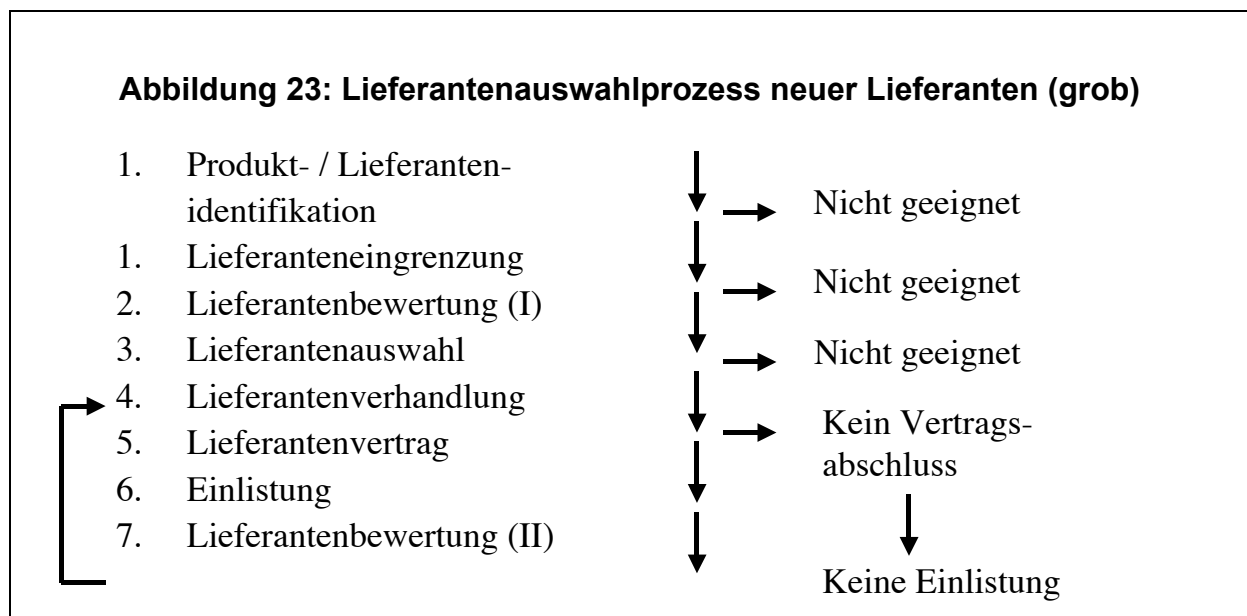 Abbildung 23: Lieferantenauswahlprozess neuer Lieferanten (grob)
1. Produkt- / Lieferanten-
identifikation
Nicht geeignet
1. Lieferanteneingrenzung
Nicht geeignet
2. Lieferantenbewertung (I)
3. Lieferantenauswahl
Nicht geeignet
4. Lieferantenverhandlung
Kein Vertrags-
5. Lieferantenvertrag
abschluss
6. Einlistung
7. Lieferantenbewertung (II)
Keine Einlistung